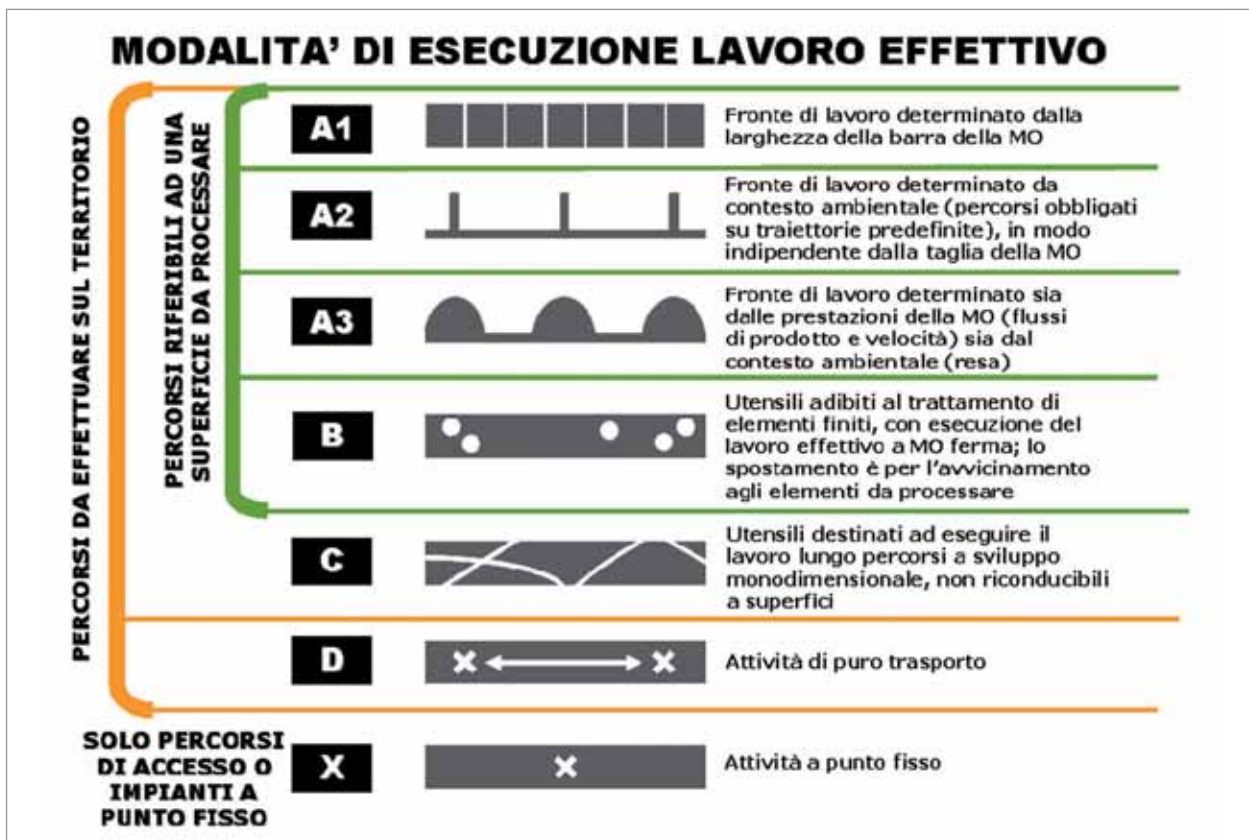 MODALITA’ DI ESECUZIONE LAVORO EFFETTIVO
PERCORSI DA EFFETTUARE SUL TERRITORIO
PERCORSI RIFERIBILI AD UNA
SUPERFICIE DA PROCESSARE
A1
Fronte di lavoro determinato dalla
larghezza della barra della MO
A2
Fronte di lavoro determinato da
contesto ambientale (percorsi obbligati
su traiettorie predefinite), in modo
indipendente dalla taglia della MO
A3
Fronte di lavoro determinato sia
dalle prestazioni della MO (flussi
di prodotto e velocità) sia dal
contesto ambientale (resa)
B
Utensili adibiti al trattamento di
elementi finiti, con esecuzione del
lavoro effettivo a MO ferma; lo
spostamento è per l’avvicinamento
agli elementi da processare
C
Utensili destinati ad eseguire il
lavoro lungo percorsi a sviluppo
monodimensionale, non riconducibili
a superfici
D
Attività di puro trasporto
SOLO PERCORSI
DI ACCESSO O
IMPIANTI A
PUNTO FISSO
X
Attività a punto fisso